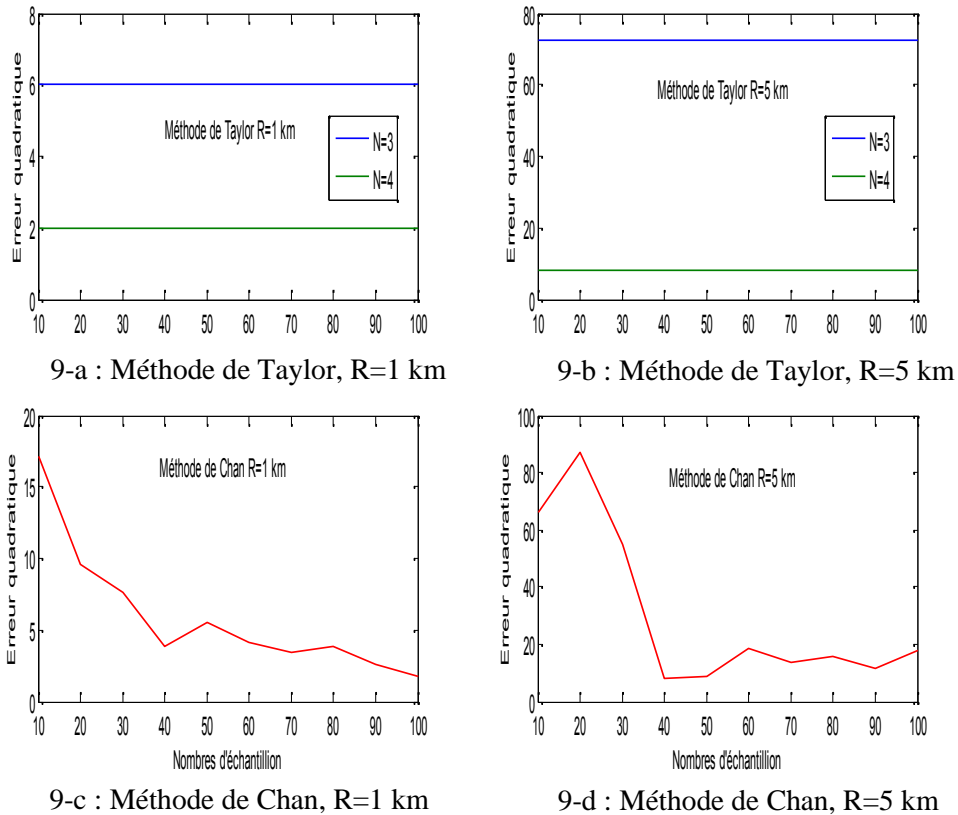 Erreur quadratique
8
6
4
2
0
Méthode de Taylor R=1 km
N=3
N=4
10 20 30 40 50 60 70 80 90 100
9-a : Méthode de Taylor, R=1 km
Erreur quadratique
80
60
40
20
0
Méthode de Taylor R=5 km
N=3
N=4
10 20 30 40 50 60 70 80 90 100
9-b : Méthode de Taylor, R=5 km
Erreur quadratique
20
15
10
5
0
Méthode de Chan R=1 km
10 20 30 40 50 60 70 80 90 100
Nombres d'échantillion
9-c : Méthode de Chan, R=1 km
Erreur quadratique
100
80
60
40
20
0
Méthode de Chan R=5 km
10 20 30 40 50 60 70 80 90 100
Nombres d'échantillion
9-d : Méthode de Chan, R=5 km